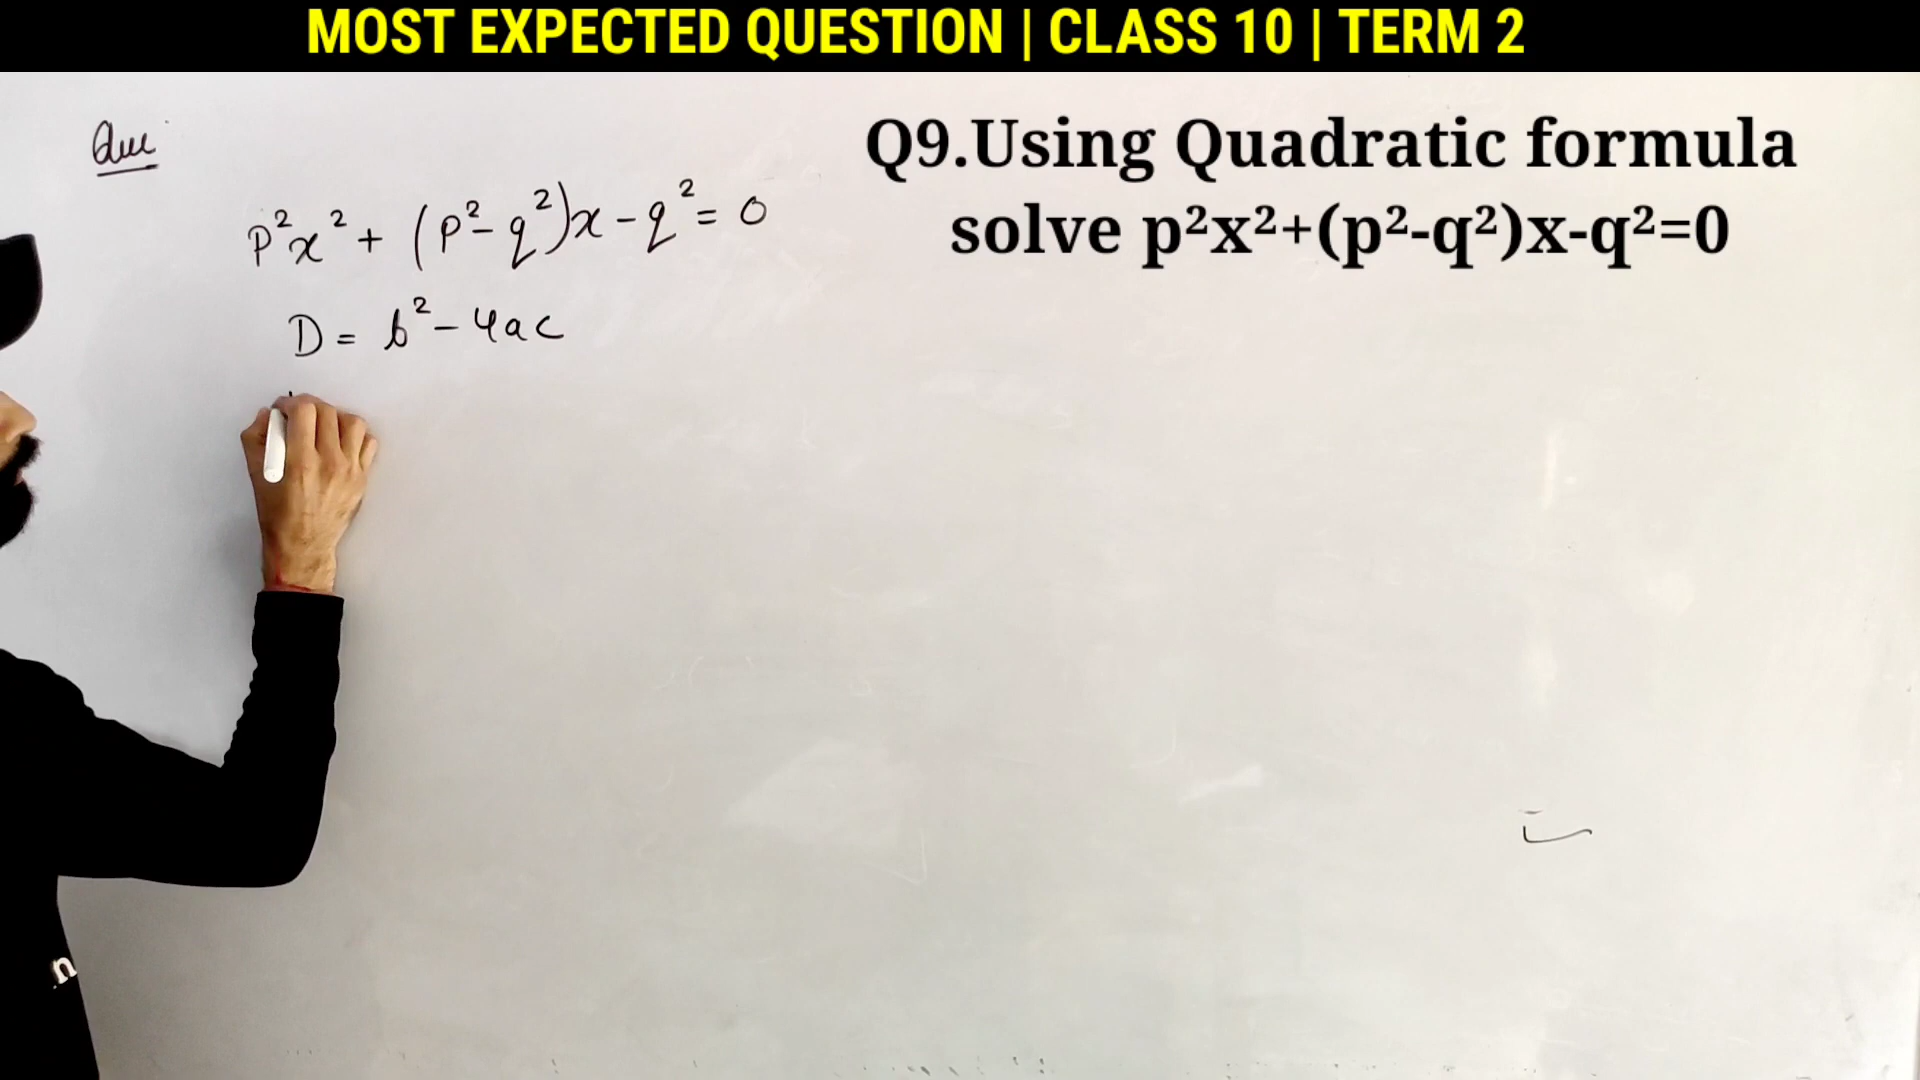 MOST EXPECTED QUESTION | CLASS 10 | TERM 2
Que
Q9.Using Quadratic formula
solve p²x²+(p²-q²)x-q²=0
p²x² + (p²-q²)x - q² = 0
D = b² - 4ac
n